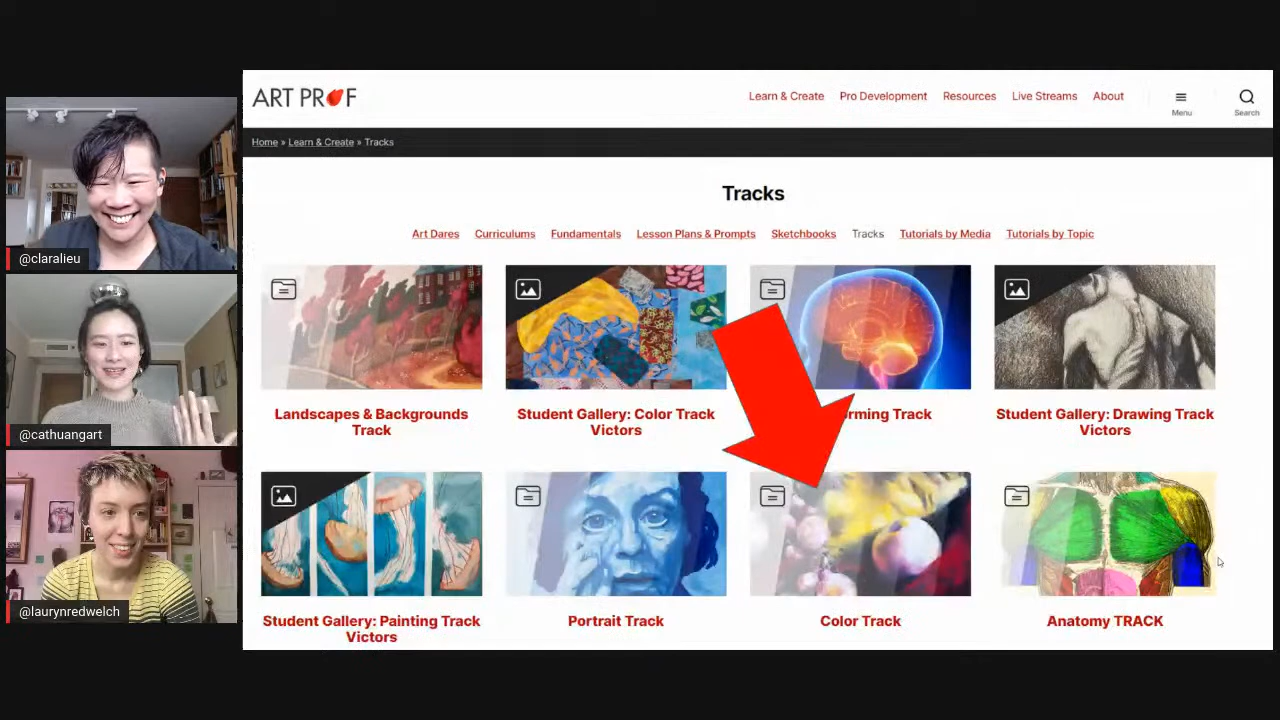 @claralieu
@cathuangart
@laurynredwelch
ART PROF
Learn & Create
Pro Development
Resources
Live Streams
About
Menu
Search
Home » Learn & Create » Tracks
Tracks
Art Dares
Curriculums
Fundamentals
Lesson Plans & Prompts
Sketchbooks
Tracks
Tutorials by Media
Tutorials by Topic
Landscapes & Backgrounds
Track
Student Gallery: Color Track
Victors
Track
Student Gallery: Drawing Track
Victors
Student Gallery: Painting Track
Victors
Portrait Track
Color Track
Anatomy TRACK